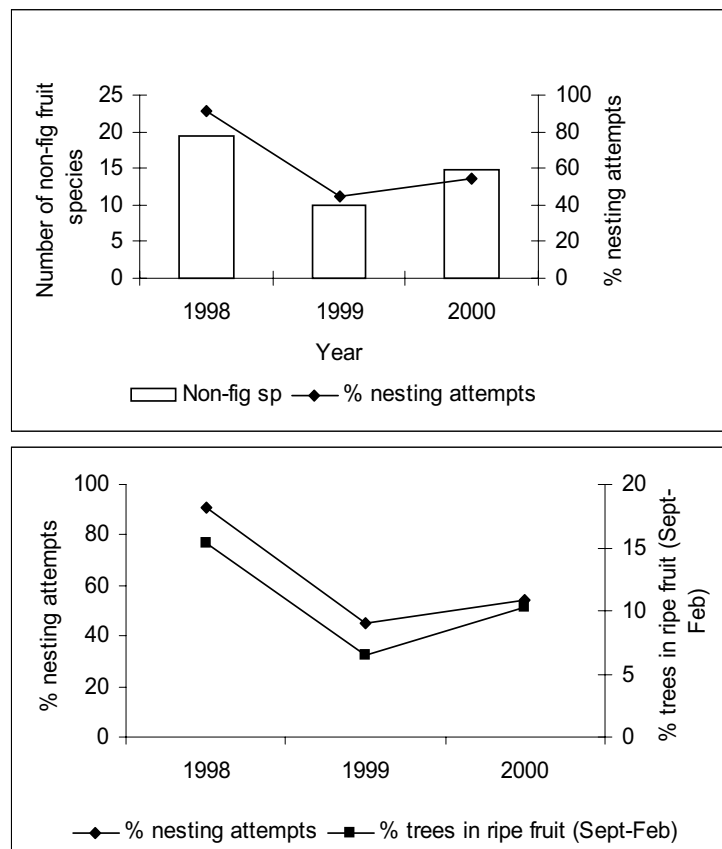 Number of non-fig fruit
species
25
20
15
10
5
0
100
80
60
40
20
0
% nesting attempts
1998
1999
2000
Year
Non-fig sp
% nesting attempts
% nesting attempts
100
80
60
40
20
0
20
15
10
5
0
% trees in ripe fruit (Sept-
Feb)
1998
1999
2000
% nesting attempts
% trees in ripe fruit (Sept-Feb)